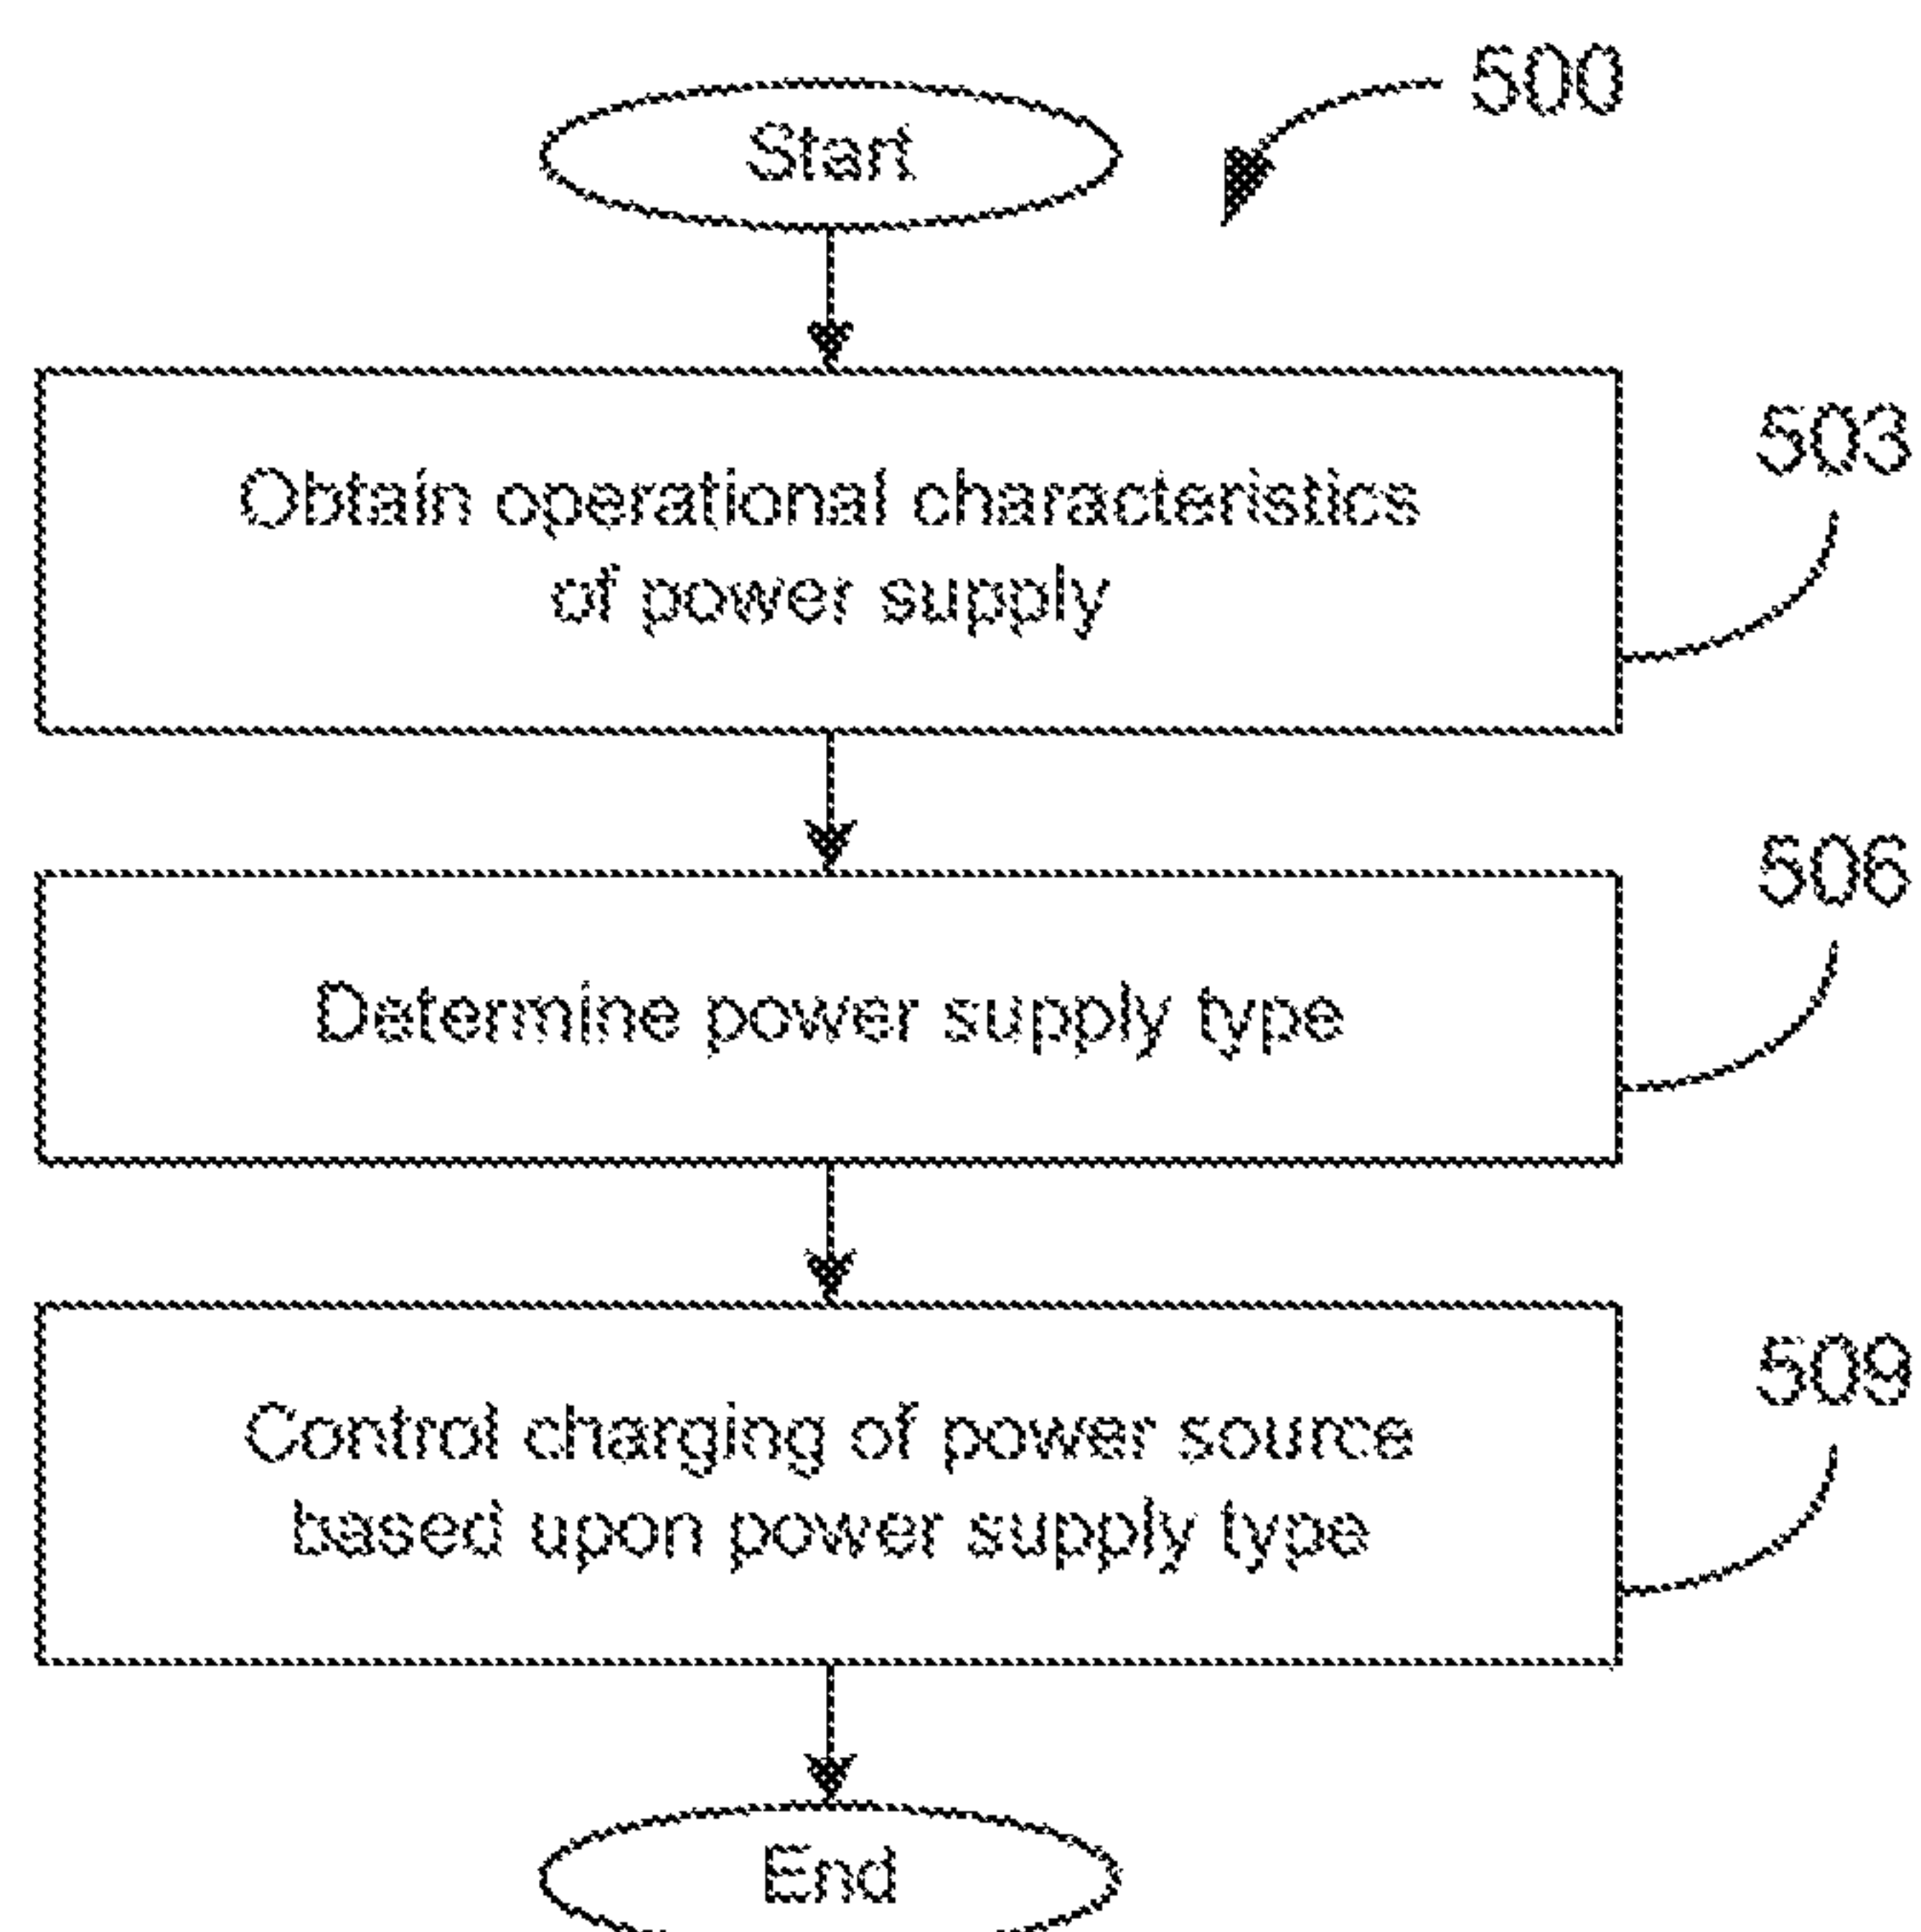 500
Start
503
Obtain operational characteristics
of power supply
506
Determine power supply type
509
Control charging of power source
based upon power supply type
End